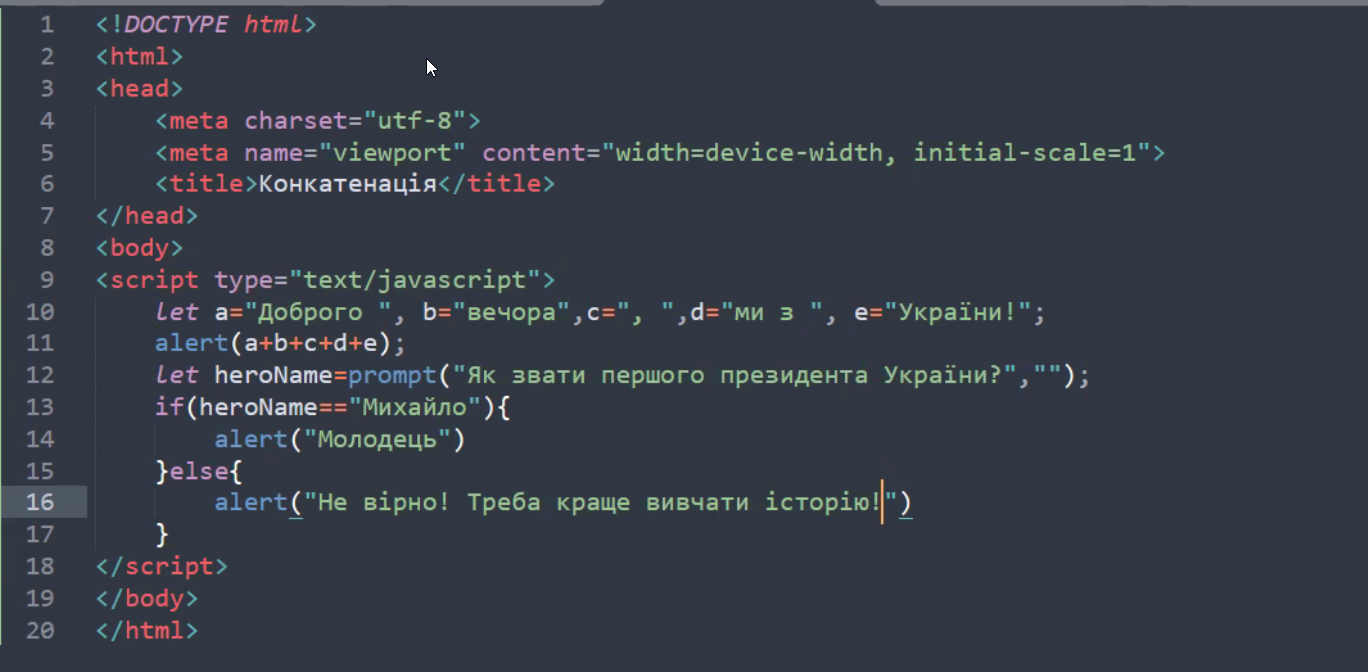 1 <!DOCTYPE html>
2 <html>
3 <head>
4     <meta charset="utf-8">
5     <meta name="viewport" content="width=device-width, initial-scale=1">
6     <title>Конкатенація</title>
7 </head>
8 <body>
9 <script type="text/javascript">
10     let a="Доброго ", b="вечора",c=", ",d="ми з ", e="України!";
11     alert(a+b+c+d+e);
12     let heroName=prompt("Як звати першого президента України?","");
13     if(heroName=="Михайло"){
14         alert("Молодець")
15     }else{
16         alert("Не вірно! Треба краще вивчати історію!")
17     }
18 </script>
19 </body>
20 </html>